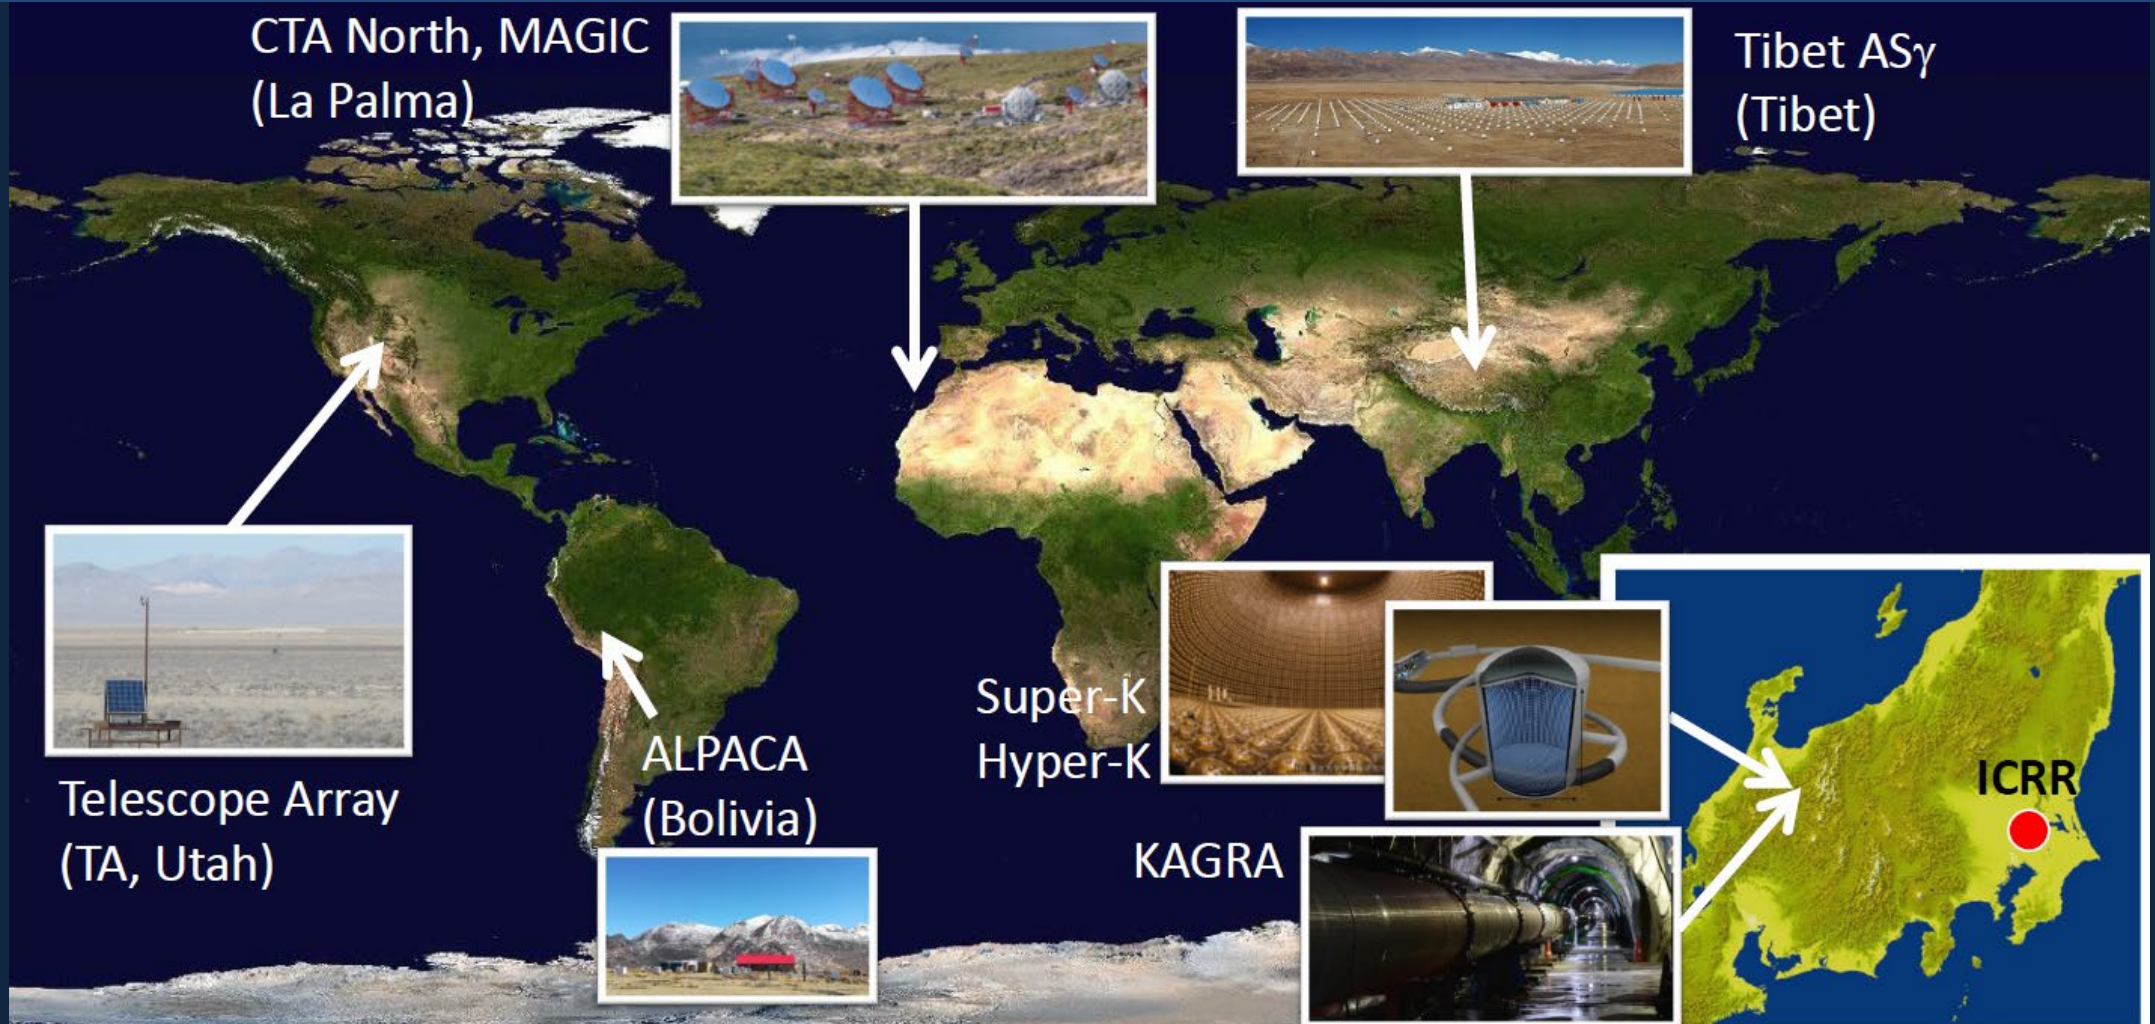 CTA North, MAGIC
(La Palma)
Tibet ASγ
(Tibet)
Telescope Array
(TA, Utah)
ALPACA
(Bolivia)
Super-K
Hyper-K
KAGRA
ICRR